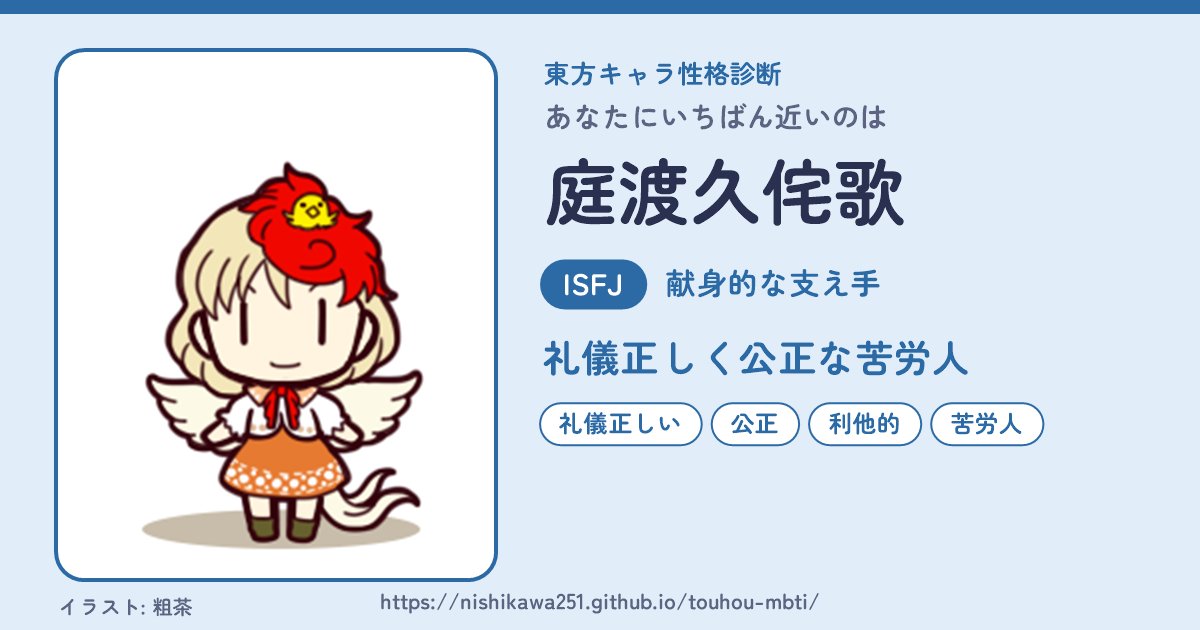 東方キャラ性格診断
あなたにいちばん近いのは
庭渡久侘歌
ISFJ 献身的な支え手
礼儀正しく公正な苦労人
礼儀正しい 公正 利他的 苦労人
イラスト: 粗茶
https://nishikawa251.github.io/touhou-mbti/